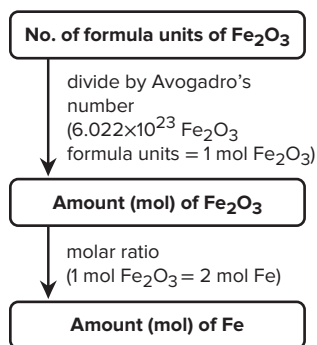 No. of formula units of Fe₂O₃
divide by Avogadro's
number
(6.022×10²³ Fe₂O₃
formula units = 1 mol Fe₂O₃)
Amount (mol) of Fe₂O₃
molar ratio
(1 mol Fe₂O₃ = 2 mol Fe)
Amount (mol) of Fe